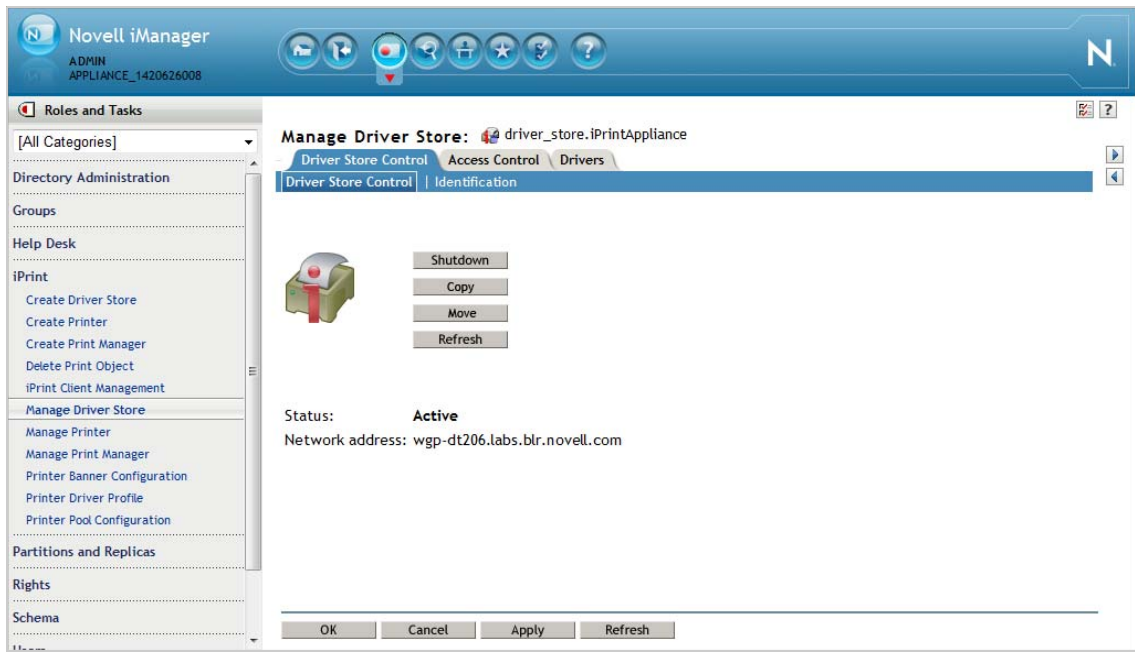 Novell iManager
ADMIN
APPLIANCE_1420626008
N
Roles and Tasks
[All Categories]
Directory Administration
Groups
Help Desk
iPrint
Create Driver Store
Create Printer
Create Print Manager
Delete Print Object
iPrint Client Management
Manage Driver Store
Manage Printer
Manage Print Manager
Printer Banner Configuration
Printer Driver Profile
Printer Pool Configuration
Partitions and Replicas
Rights
Schema
Manage Driver Store: driver_store.iPrintAppliance
Driver Store Control Access Control Drivers
Driver Store Control | Identification
Shutdown
Copy
Move
Refresh
Status: Active
Network address: wgp-dt206.labs.blr.novell.com
OK Cancel Apply Refresh